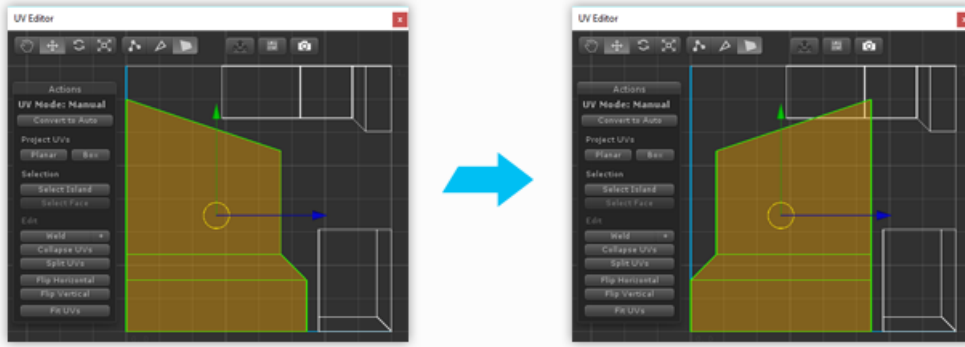 UV Editor
x
Actions
UV Mode: Manual
Convert to Auto
Project UVs
Planar Box
Selection
Select Island
Select Face
Edit
Weld +
Collapse UVs
Split UVs
Flip Horizontal
Flip Vertical
Fit UVs
UV Editor
x
Actions
UV Mode: Manual
Convert to Auto
Project UVs
Planar Box
Selection
Select Island
Select Face
Edit
Weld +
Collapse UVs
Split UVs
Flip Horizontal
Flip Vertical
Fit UVs